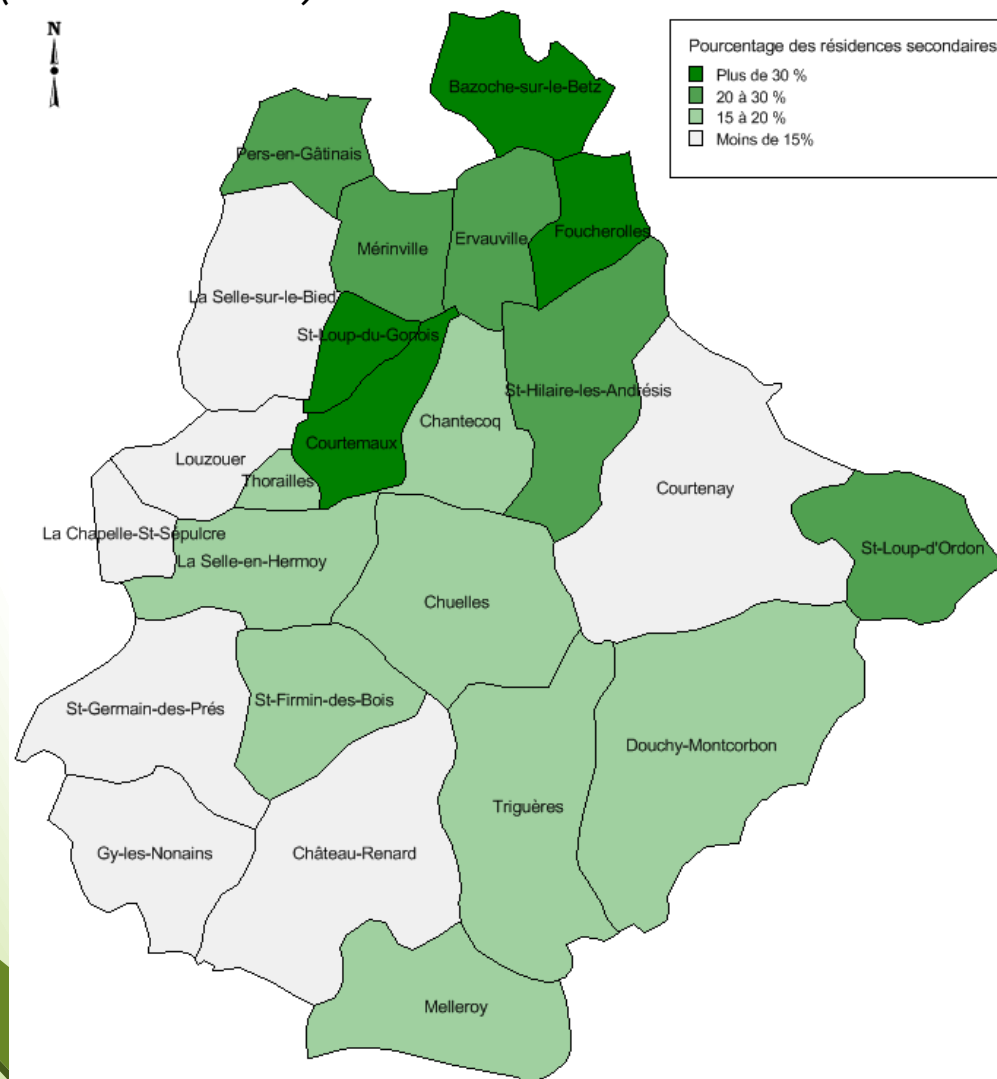 N
Pourcentage des résidences secondaires
Plus de 30 %
20 à 30 %
15 à 20 %
Moins de 15%
Bazoche-sur-le-Betz
Pers-en-Gâtinais
Mérinville
Ervauville
Foucherolles
La Selle-sur-le-Bied
St-Loup-du-Gonois
St-Hilaire-les-Andrésis
Chantecoq
Courtemaux
Louzouer
Thorailles
Courtenay
La Chapelle-St-Sépulcre
St-Loup-d'Ordon
La Selle-en-Hermoy
Chuelles
St-Germain-des-Prés
St-Firmin-des-Bois
Douchy-Montcorbon
Triguères
Gy-les-Nonains
Château-Renard
Melleroy